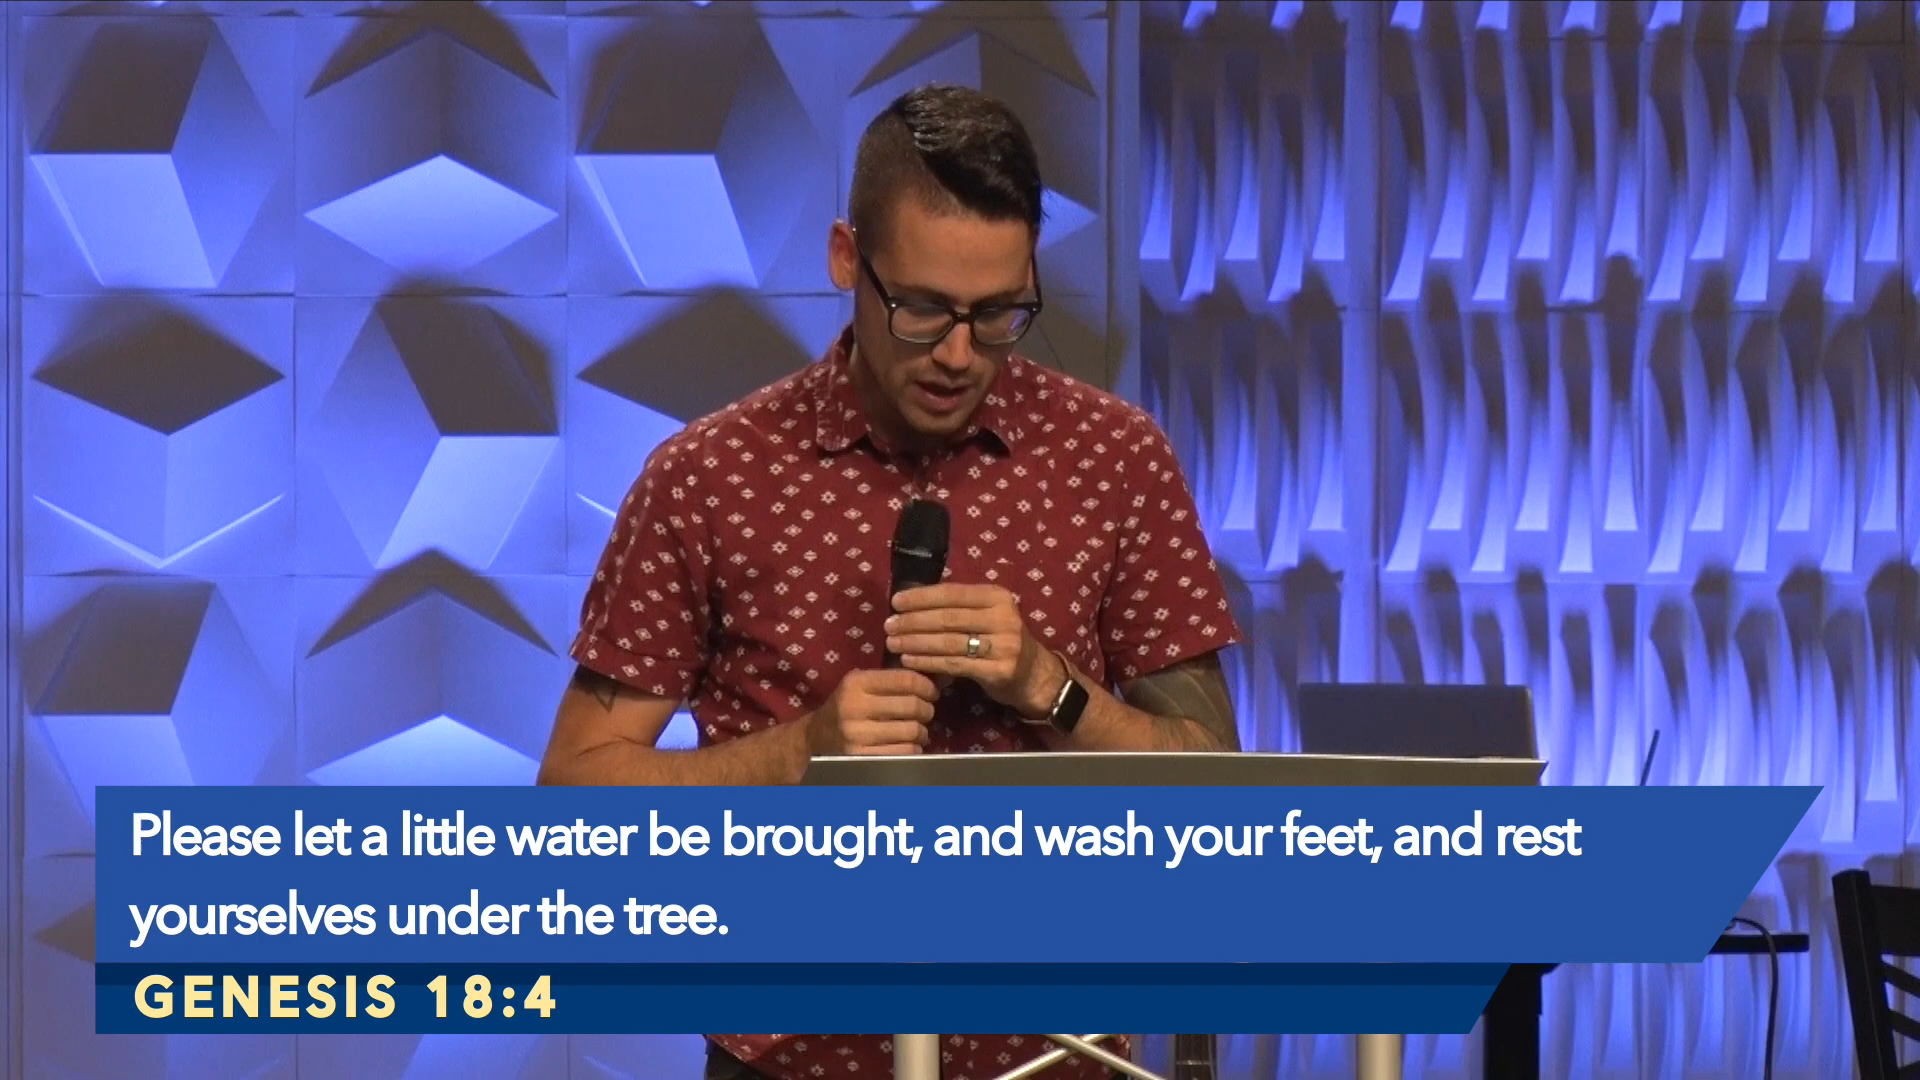 Please let a little water be brought, and wash your feet, and rest
yourselves under the tree.
GENESIS 18:4